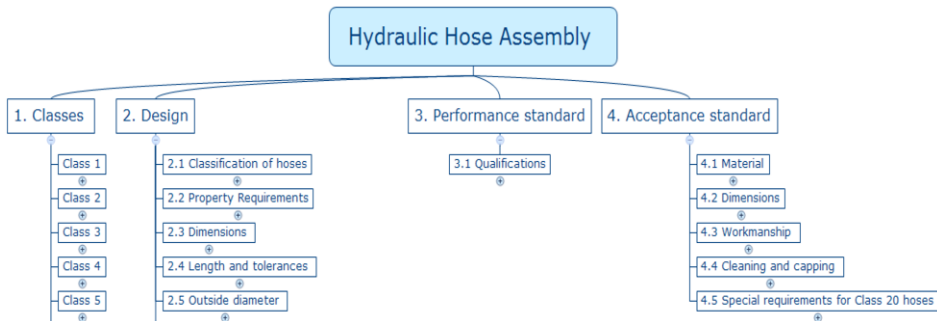 Hydraulic Hose Assembly
1. Classes
2. Design
3. Performance standard
4. Acceptance standard
Class 1
Class 2
Class 3
Class 4
Class 5
2.1 Classification of hoses
2.2 Property Requirements
2.3 Dimensions
2.4 Length and tolerances
2.5 Outside diameter
3.1 Qualifications
4.1 Material
4.2 Dimensions
4.3 Workmanship
4.4 Cleaning and capping
4.5 Special requirements for Class 20 hoses